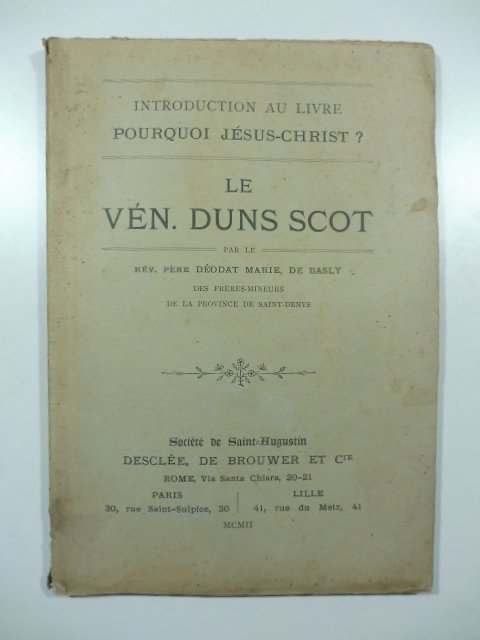 INTRODUCTION AU LIVRE
POURQUOI JÉSUS-CHRIST ?
LE
VÉN. DUNS SCOT
PAR LE
RÉV. PÈRE DÉODAT MARIE, DE BASLY
DES FRÈRES-MINEURS
DE LA PROVINCE DE SAINT-DENYS
Société de Saint-Augustin
DESCLÉE, DE BROUWER ET CIE
ROME, Via Santa Chiara, 20-21
PARIS
30, rue Saint-Sulpice, 30
LILLE
41, rue du Metz, 41
MCMII